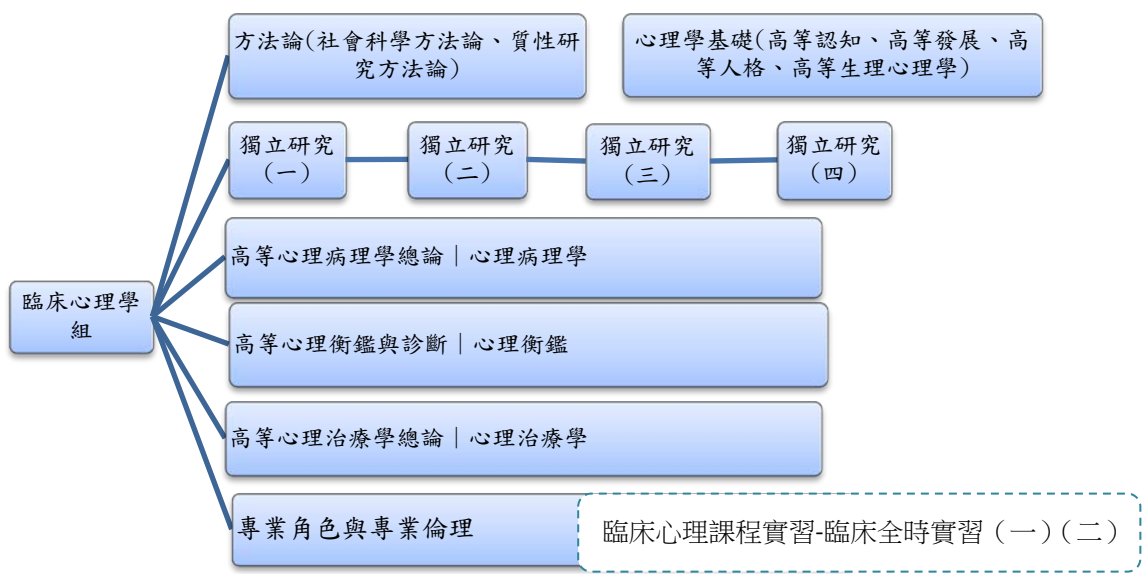 方法論(社會科學方法論、質性研
究方法論)
心理學基礎(高等認知、高等發展、高
等人格、高等生理心理學)
獨立研究
（一）
獨立研究
（二）
獨立研究
（三）
獨立研究
（四）
高等心理病理學總論｜心理病理學
臨床心理學
組
高等心理衡鑑與診斷｜心理衡鑑
高等心理治療學總論｜心理治療學
專業角色與專業倫理
臨床心理課程實習-臨床全時實習（一）（二）